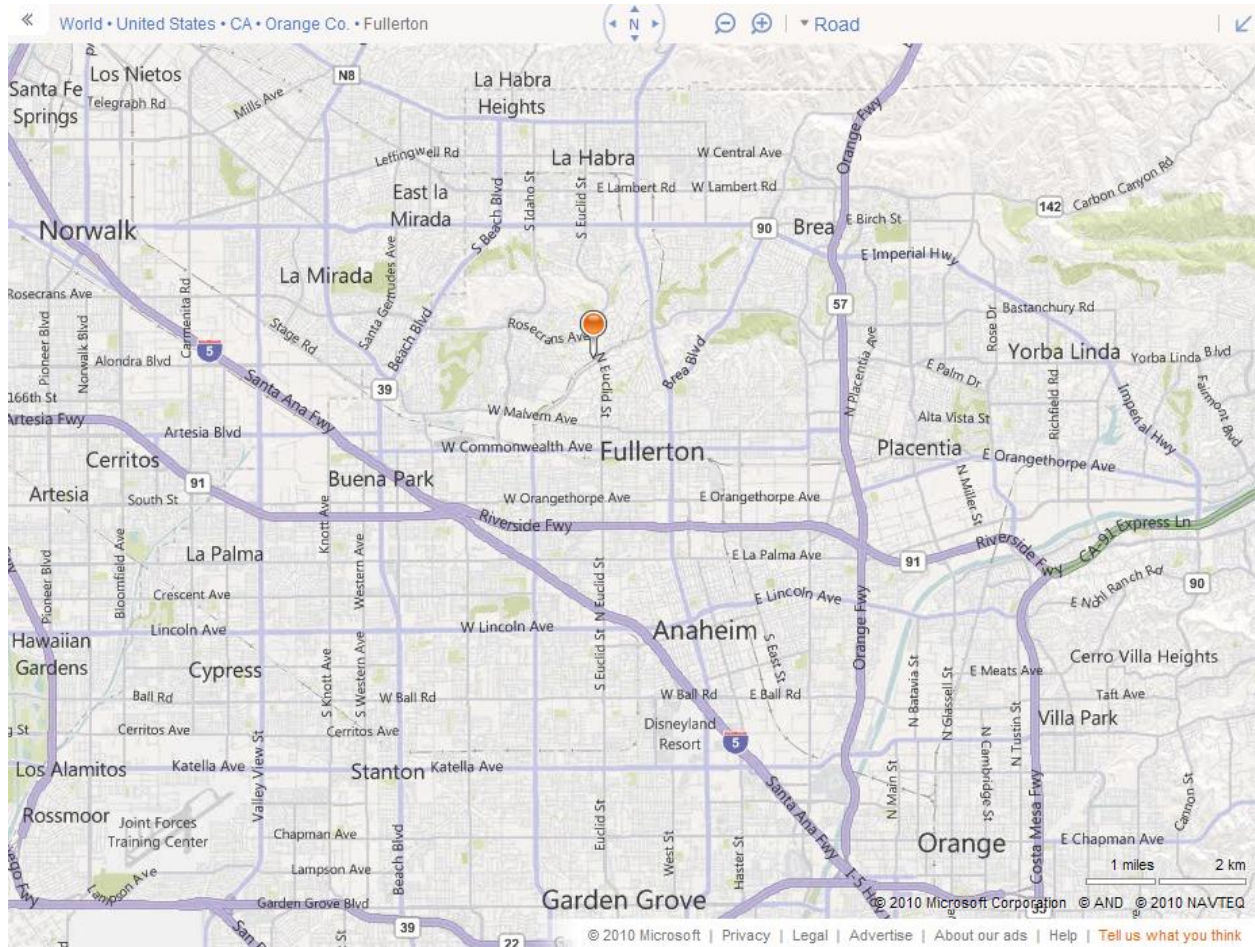 World • United States • CA • Orange Co. • Fullerton
N
Road
Los Nietos
Santa Fe
Springs
Telegraph Rd
Mills Ave
N8
La Habra
Heights
Orange Fwy
Leffingwell Rd
La Habra
W Central Ave
Carbon Canyon Rd
East la
Mirada
S Beach Blvd
S Idaho St
S Euclid St
E Lambert Rd
W Lambert Rd
142
Norwalk
90
Brea
E Birch St
E Imperial Hwy
La Mirada
Santa Gertrudes Ave
Rosecrans Ave
Carmenita Rd
57
Bastanchury Rd
Pioneer Blvd
Norwalk Blvd
Stage Rd
Beach Blvd
Rosecrans Ave
N Euclid St
Brea Blvd
N Placentia Ave
Rose Dr
Yorba Linda
Yorba Linda Blvd
Alondra Blvd
5
Santa Ana Fwy
39
E Palm Dr
Richfield Rd
Imperial Hwy
Fairmont Blvd
166th St
Artesia Fwy
Artesia Blvd
W Malvern Ave
Alta Vista St
W Commonwealth Ave
Fullerton
Placentia
E Orangethorpe Ave
Cerritos
91
Buena Park
Artesia
South St
Knott Ave
W Orangethorpe Ave
E Orangethorpe Ave
N Miller St
Riverside Fwy
Riverside Fwy
CA-91 Express Ln
La Palma
Bloomfield Ave
Western Ave
E La Palma Ave
91
E Nohl Ranch Rd
90
Pioneer Blvd
Crescent Ave
N Euclid St
E Lincoln Ave
Orange Fwy
Hawaiian
Gardens
Lincoln Ave
W Lincoln Ave
Anaheim
Cypress
S Knott Ave
S Western Ave
S Euclid St
S East St
N Batavia St
N Glassell St
E Meats Ave
Cerro Villa Heights
Ball Rd
W Ball Rd
W Ball Rd
E Ball Rd
Taft Ave
g St
Cerritos Ave
Cerritos Ave
Disneyland
Resort
5
N Tustin St
Villa Park
Los Alamitos
Katella Ave
Valley View St
Stanton
Katella Ave
N Main St
N Cambridge St
Rossmoor
Joint Forces
Training Center
Chapman Ave
Beach Blvd
Euclid St
West St
Haster St
Santa Ana Fwy
Orange
Costa Mesa Fwy
E Chapman Ave
Cannon St
Lampson Ave
Lampson Ave
1 miles
2 km
ego Fwy
Garden Grove Blvd
Garden Grove
I-5 Hov
© 2010 Microsoft Corporation © AND © 2010 NAVTEQ
39
22
55
© 2010 Microsoft | Privacy | Legal | Advertise | About our ads | Help | Tell us what you think